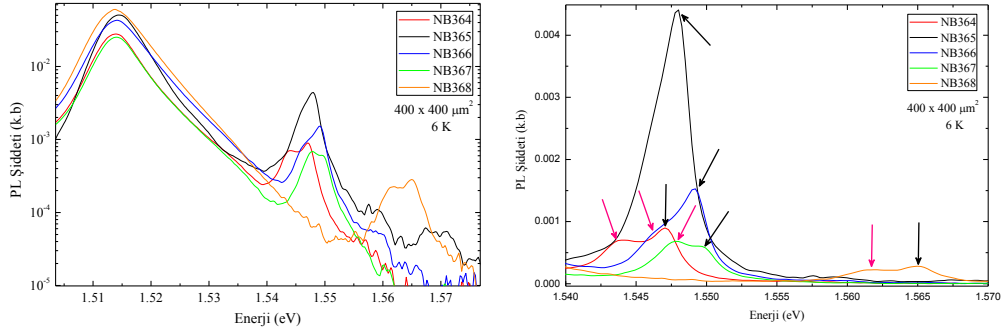 NB364
NB365
NB366
NB367
NB368
400 x 400 μm²
6 K
10⁻²
10⁻³
10⁻⁴
10⁻⁵
PL Şiddeti (k.b)
1.51 1.52 1.53 1.54 1.55 1.56 1.57
Enerji (eV)
NB364
NB365
NB366
NB367
NB368
400 x 400 μm²
6 K
0.004
0.003
0.002
0.001
0.000
PL Şiddeti (k.b)
1.540 1.545 1.550 1.555 1.560 1.565 1.570
Enerji (eV)